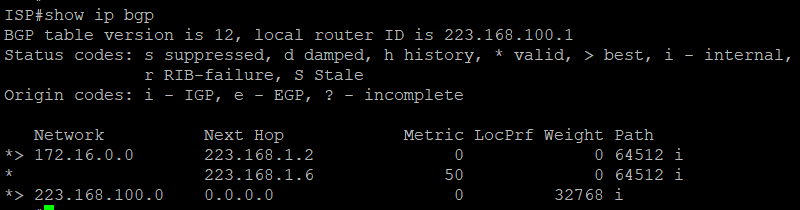 ISP#show ip bgp
BGP table version is 12, local router ID is 223.168.100.1
Status codes: s suppressed, d damped, h history, * valid, > best, i - internal,
r RIB-failure, S Stale
Origin codes: i - IGP, e - EGP, ? - incomplete
Network Next Hop Metric LocPrf Weight Path
*> 172.16.0.0 223.168.1.2 0 0 64512 i
* 223.168.1.6 50 0 64512 i
*> 223.168.100.0 0.0.0.0 0 32768 i